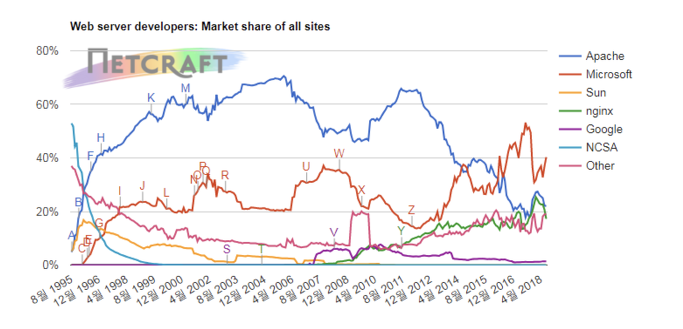 Web server developers: Market share of all sites
NETCRAFT
80%
60%
40%
20%
0%
A
B
C
E
F
G
H
I
J
K
L
M
N
R
S
T
U
V
W
X
Y
Z
8월 1995
12월 1996
4월 1998
8월 1999
12월 2000
4월 2002
8월 2003
12월 2004
4월 2006
8월 2007
12월 2008
4월 2010
8월 2011
12월 2012
4월 2014
8월 2015
12월 2016
4월 2018
Apache
Microsoft
Sun
nginx
Google
NCSA
Other